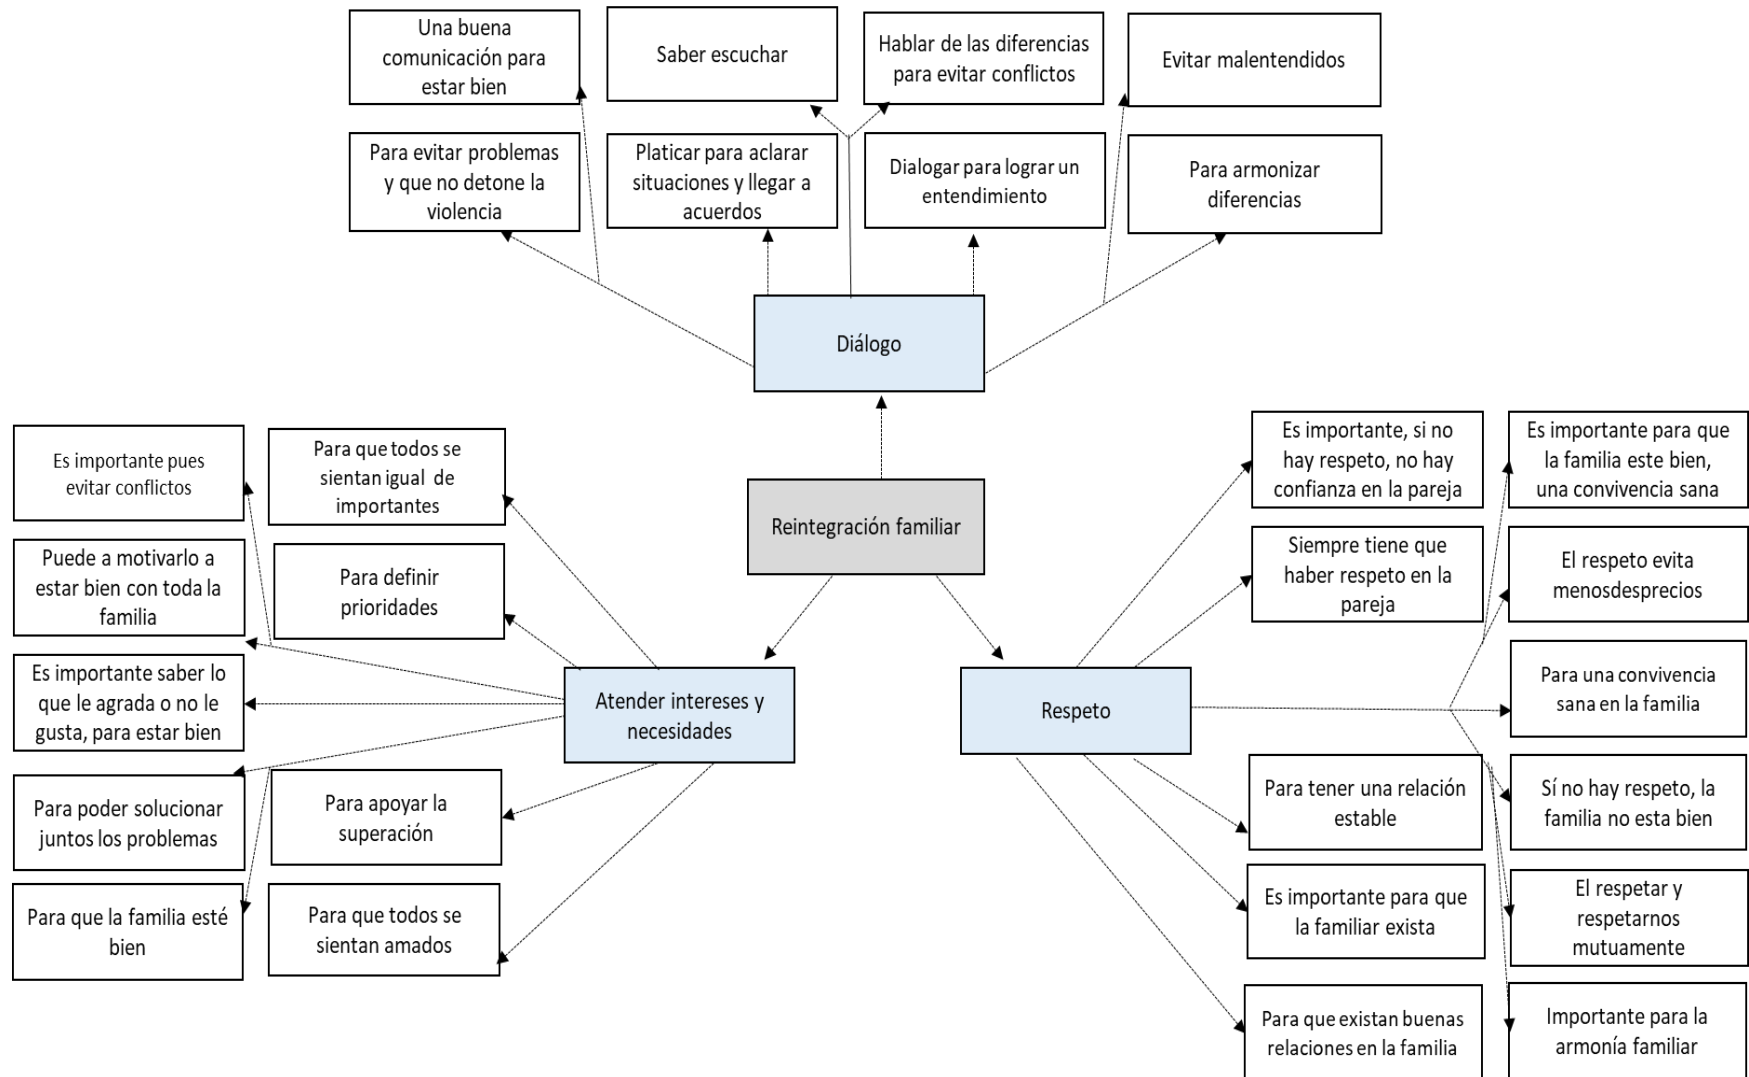 Una buena
comunicación para
estar bien
Saber escuchar
Hablar de las diferencias
para evitar conflictos
Evitar malentendidos
Para evitar problemas
y que no detone la
violencia
Platicar para aclarar
situaciones y llegar a
acuerdos
Dialogar para lograr un
entendimiento
Para armonizar
diferencias
Diálogo
Reintegración familiar
Es importante pues
evitar conflictos
Para que todos se
sientan igual de
importantes
Puede a motivarlo a
estar bien con toda la
familia
Para definir
prioridades
Es importante saber lo
que le agrada o no le
gusta, para estar bien
Atender intereses y
necesidades
Para poder solucionar
juntos los problemas
Para apoyar la
superación
Para que la familia esté
bien
Para que todos se
sientan amados
Es importante, si no
hay respeto, no hay
confianza en la pareja
Es importante para que
la familia este bien,
una convivencia sana
Siempre tiene que
haber respeto en la
pareja
El respeto evita
menosdesprecios
Respeto
Para una convivencia
sana en la familia
Para tener una relación
estable
Sí no hay respeto, la
familia no esta bien
Es importante para que
la familiar exista
El respetar y
respetarnos
mutuamente
Para que existan buenas
relaciones en la familia
Importante para la
armonía familiar